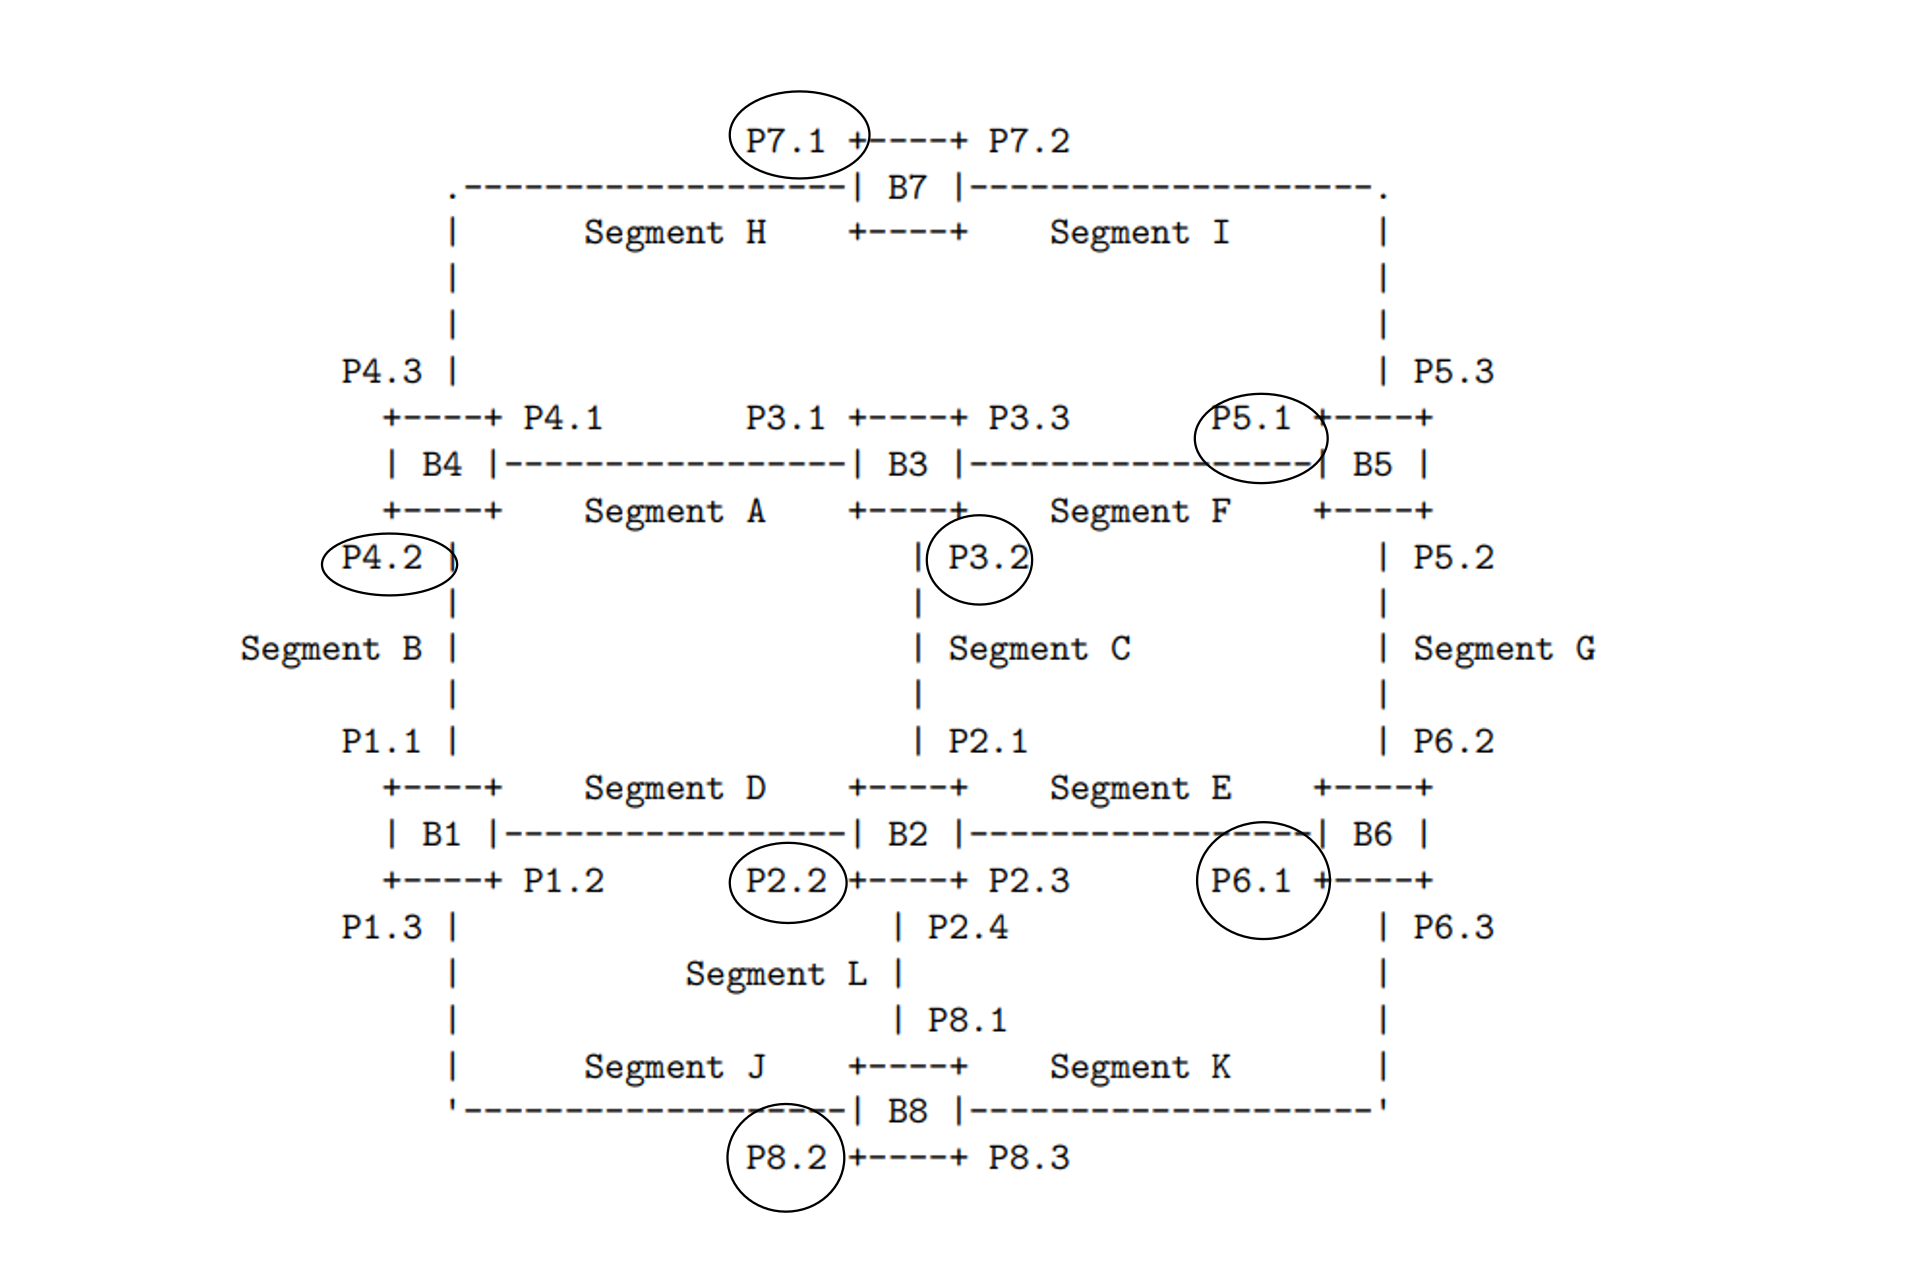 P7.1 +----+ P7.2
.-------------------| B7 |--------------------.
| Segment H +----+ Segment I |
| |
| |
P4.3 | | P5.3
+----+ P4.1 P3.1 +----+ P3.3 P5.1 +----+
| B4 |-----------------| B3 |-----------------| B5 |
+----+ Segment A +----+ Segment F +----+
P4.2 | | P3.2 | P5.2
| | |
Segment B | | Segment C | Segment G
| | |
P1.1 | | P2.1 | P6.2
+----+ Segment D +----+ Segment E +----+
| B1 |-----------------| B2 |-----------------| B6 |
+----+ P1.2 P2.2 +----+ P2.3 P6.1 +----+
P1.3 | | P2.4 | P6.3
| Segment L | |
| | P8.1 |
| Segment J +----+ Segment K |
'-------------------| B8 |--------------------'
P8.2 +----+ P8.3